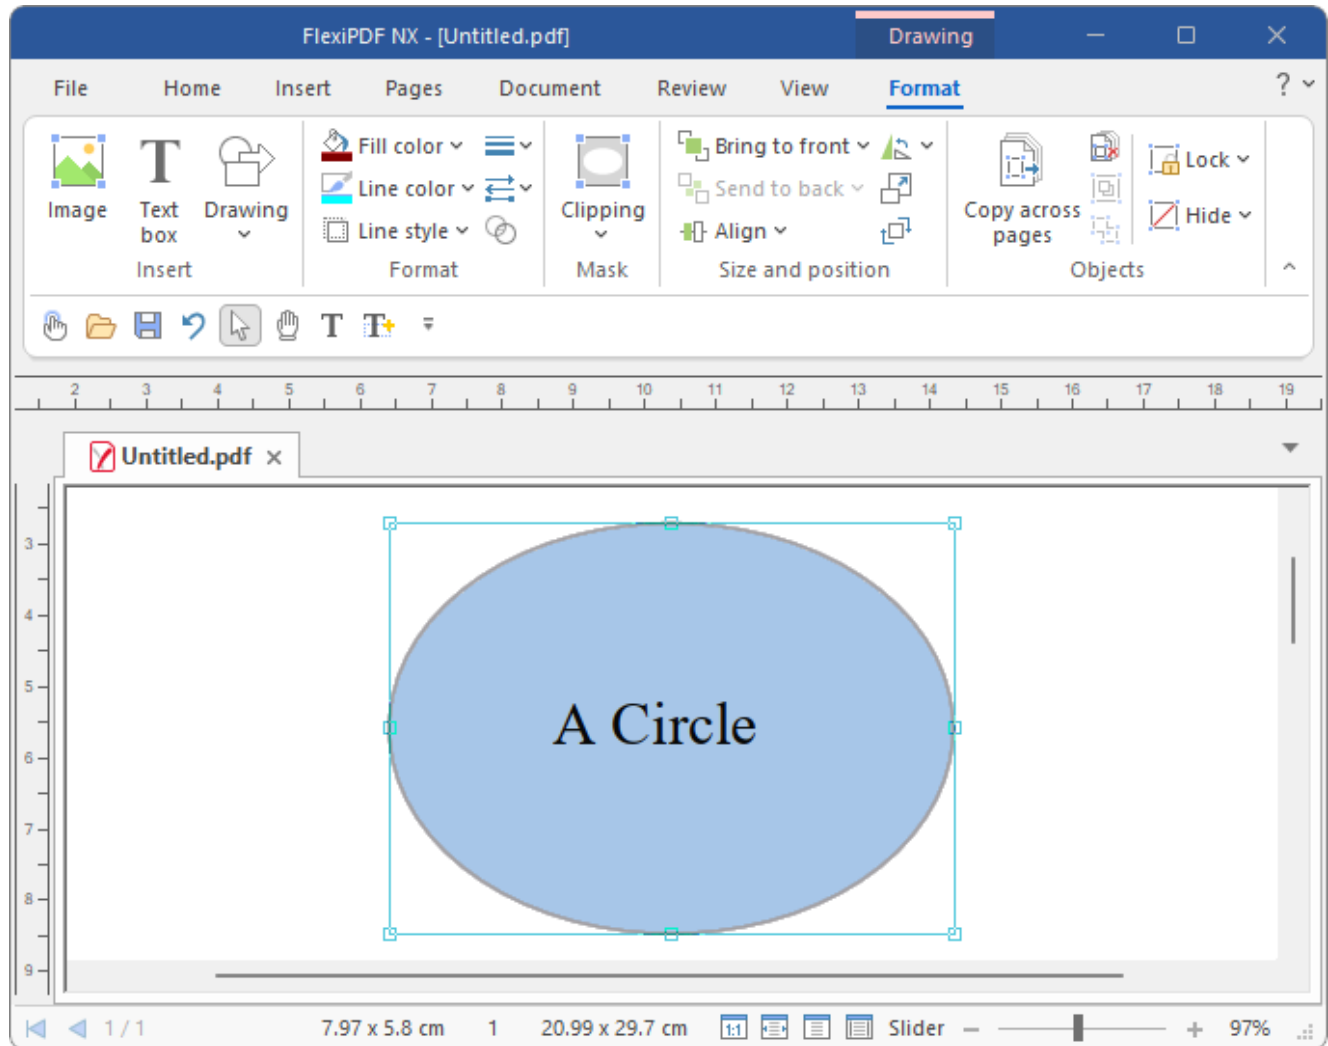 FlexiPDF NX - [Untitled.pdf] Drawing
File Home Insert Pages Document Review View Format ?
Image
Text box
Drawing
Insert
Fill color
Line color
Line style
Format
Clipping
Mask
Bring to front
Send to back
Align
Size and position
Copy across pages
Lock
Hide
Objects
T
2 3 4 5 6 7 8 9 10 11 12 13 14 15 16 17 18 19
Untitled.pdf
3
4
5
6
7
8
9
A Circle
1 / 1 7.97 x 5.8 cm 1 20.99 x 29.7 cm 1:1 Slider 97%